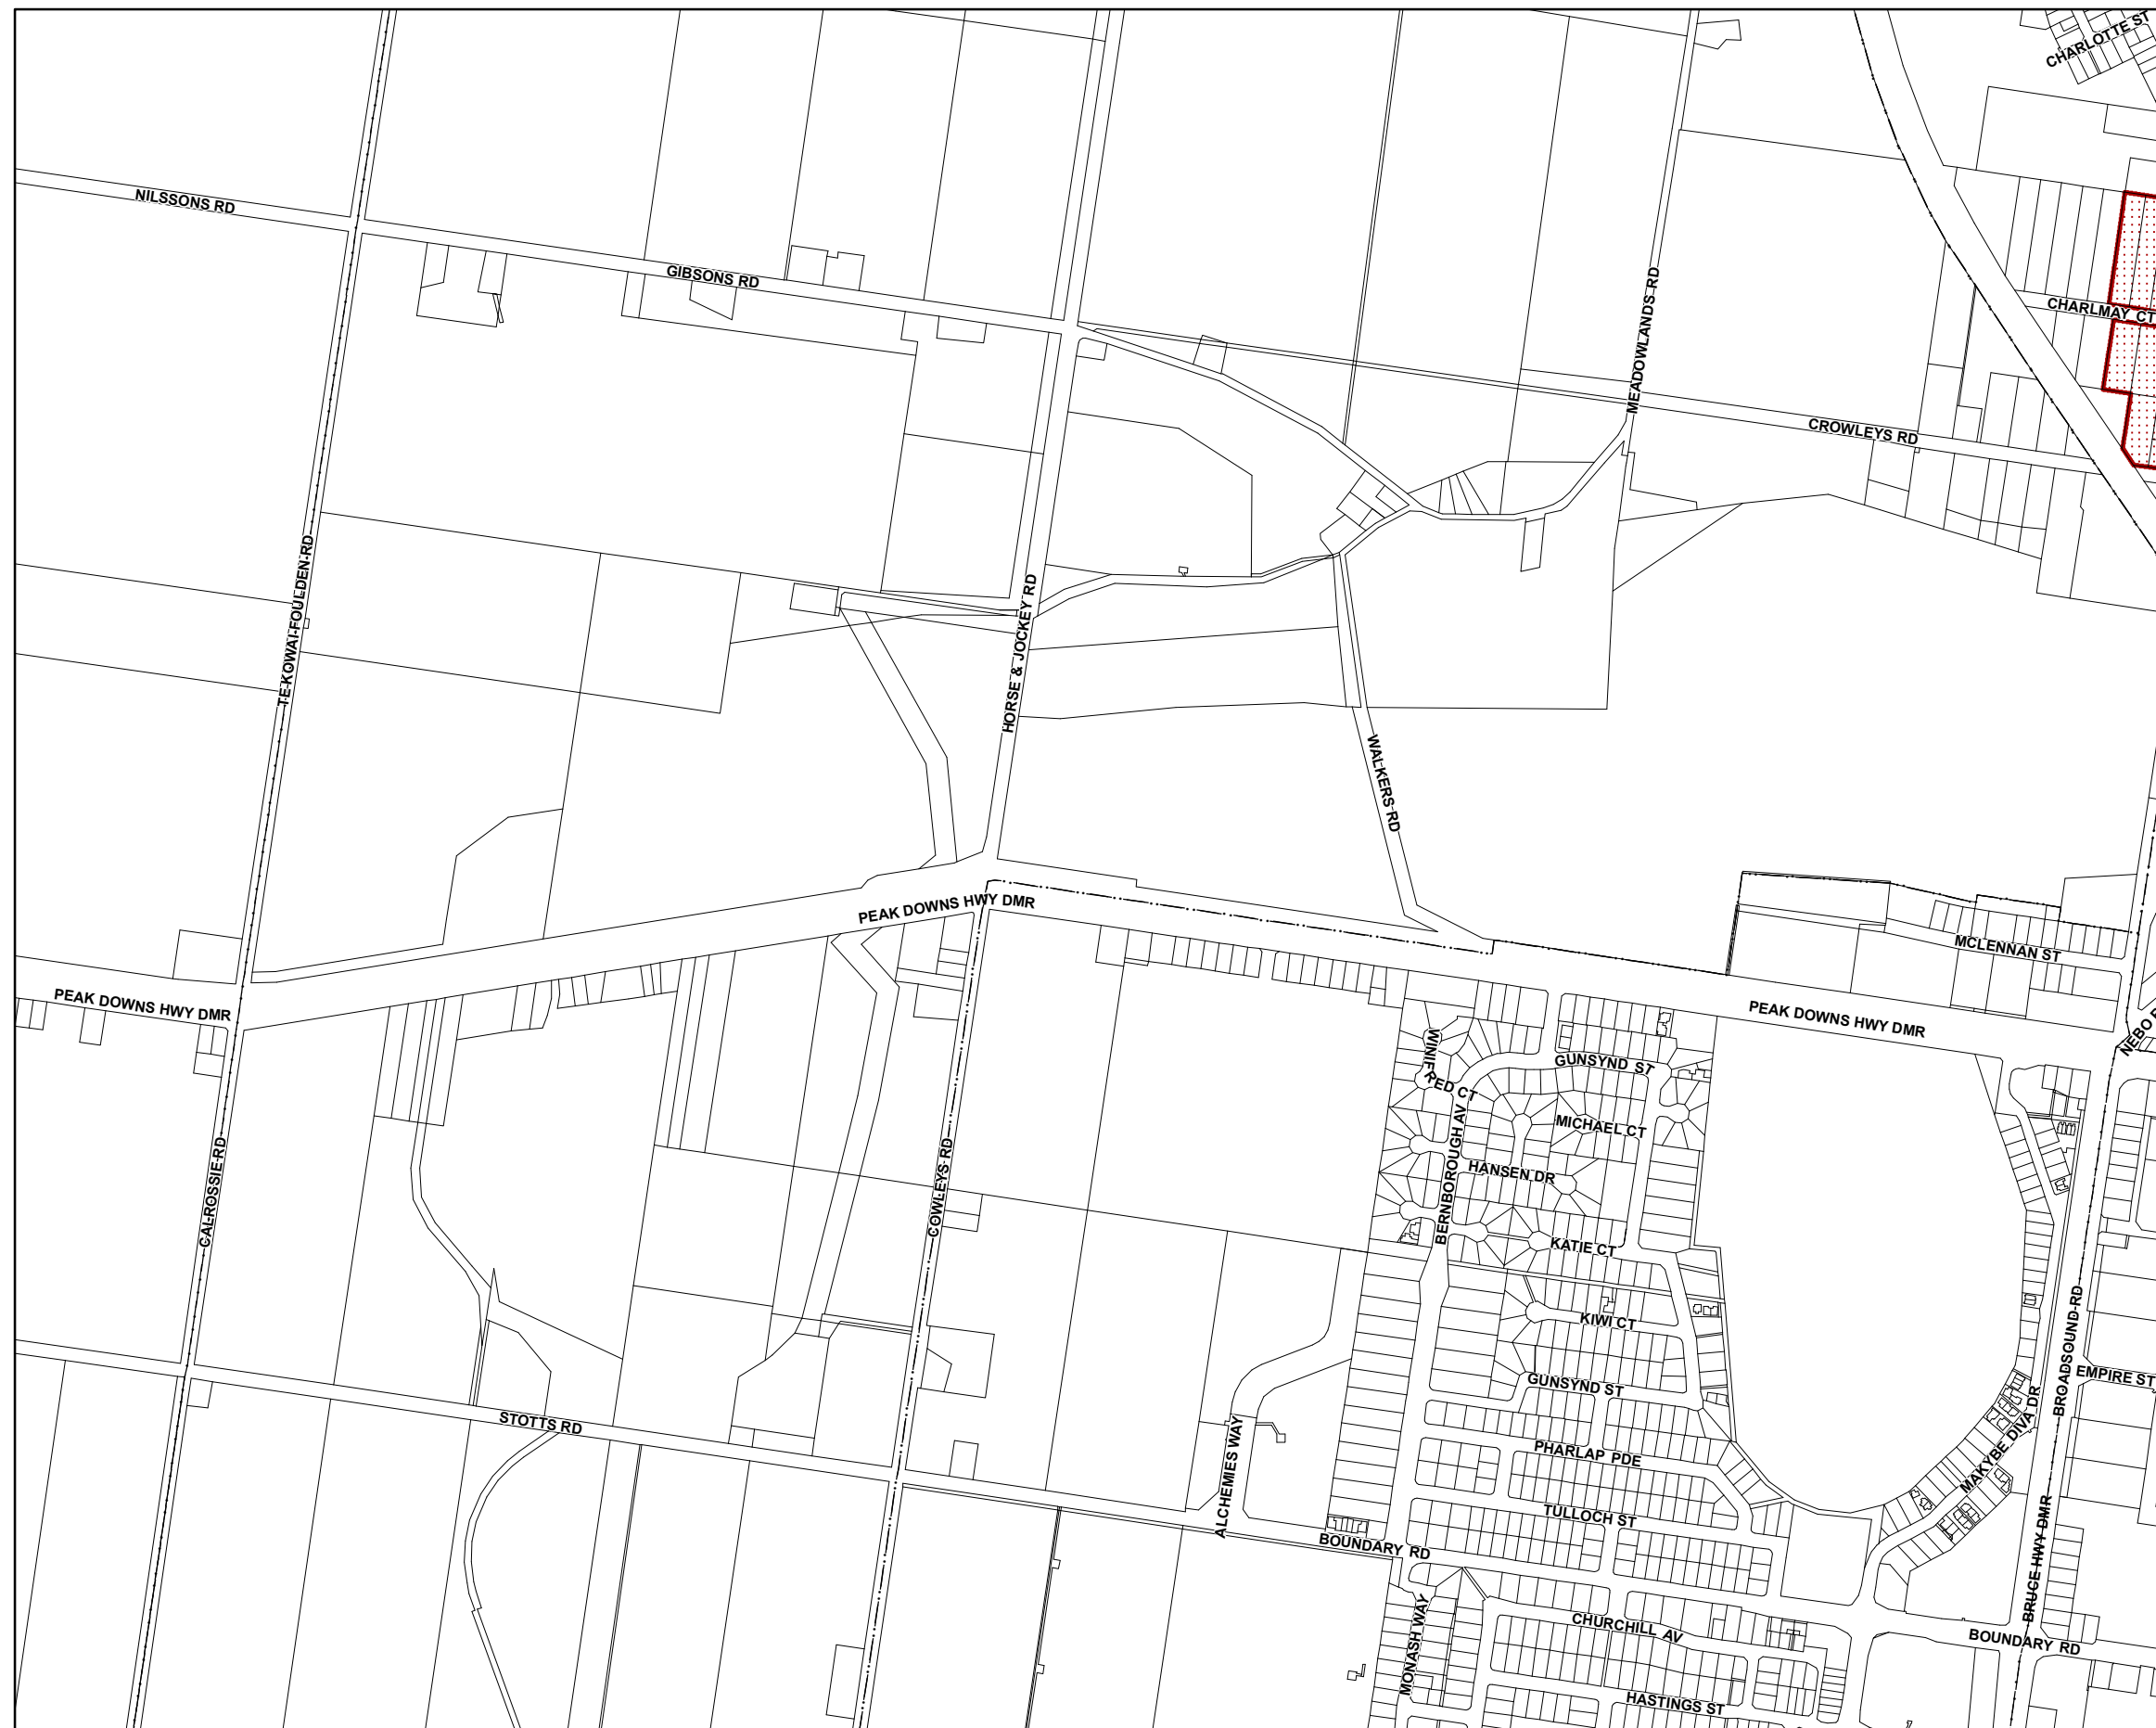 CHARLOTTE ST
NILSSONS RD
GIBSONS RD
MEADOWLANDS RD
CHARLMAY CT
CROWLEYS RD
TE KOWAI-FOULDEN RD
HORSE & JOCKEY RD
WALKERS RD
PEAK DOWNS HWY DMR
MCLENNAN ST
PEAK DOWNS HWY DMR
PEAK DOWNS HWY DMR
WINIFRED CT
GUNSYND ST
MICHAEL CT
BERNBOROUGH AV
HANSEN DR
CALROSSIE RD
COWLEYS RD
KATIE CT
KIWI CT
BROADSOUND RD
EMPIRE ST
GUNSYND ST
STOTTS RD
MAKYBE DIVA DR
PHARLAP PDE
ALCHEMIES WAY
TULLOCH ST
BOUNDARY RD
BRUCE HWY DMR
CHURCHILL AV
BOUNDARY RD
MONASH WAY
HASTINGS ST
NEBO